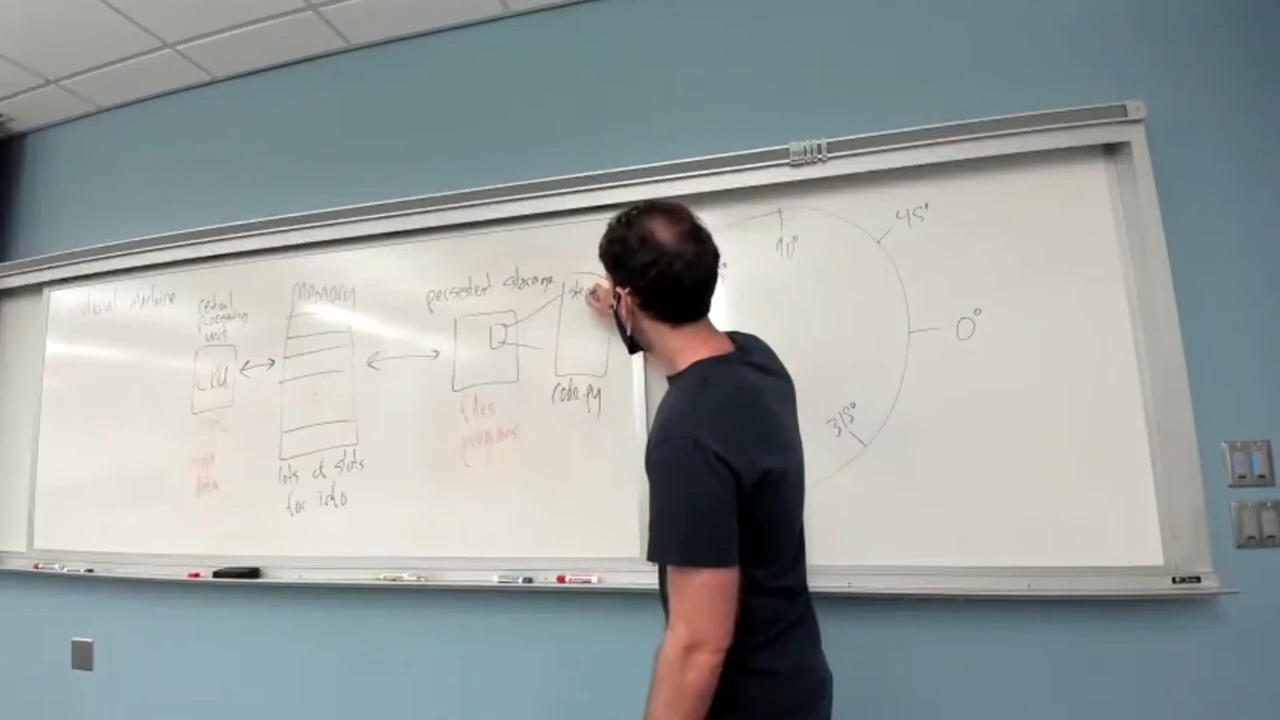 machine
central
processing
unit
CPU
memory
lots of slots
for info
persistent storage
files
programs
code.py
data
90°
45°
0°
315°